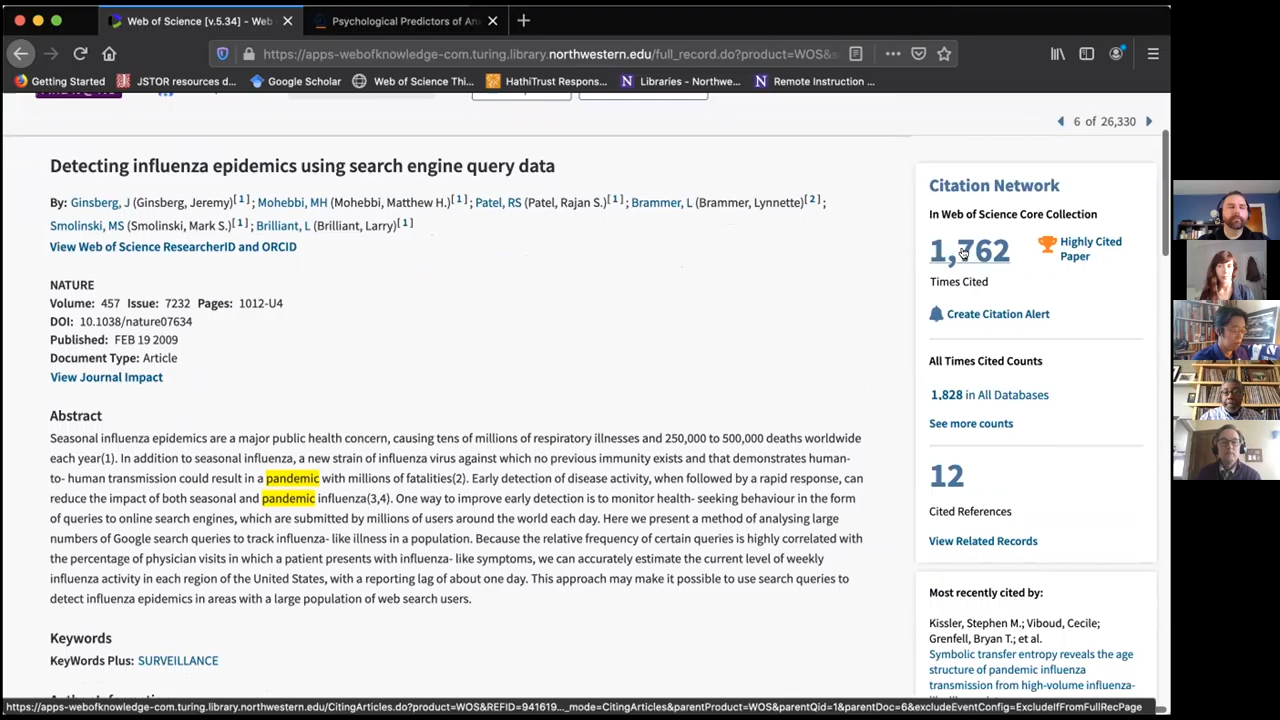 Web of Science [v.5.34] - Web
Psychological Predictors of An
https://apps-webofknowledge-com.turing.library.northwestern.edu/full_record.do?product=WOS&s
Getting Started JSTOR resources d... Google Scholar Web of Science Thi... HathiTrust Respons... Libraries - Northwe... Remote Instruction ...
6 of 26,330
Detecting influenza epidemics using search engine query data
By: Ginsberg, J (Ginsberg, Jeremy)[ 1 ]; Mohebbi, MH (Mohebbi, Matthew H.)[ 1 ]; Patel, RS (Patel, Rajan S.)[ 1 ]; Brammer, L (Brammer, Lynnette)[ 2 ];
Smolinski, MS (Smolinski, Mark S.)[ 1 ]; Brilliant, L (Brilliant, Larry)[ 1 ]
View Web of Science ResearcherID and ORCID
NATURE
Volume: 457 Issue: 7232 Pages: 1012-U4
DOI: 10.1038/nature07634
Published: FEB 19 2009
Document Type: Article
View Journal Impact
Abstract
Seasonal influenza epidemics are a major public health concern, causing tens of millions of respiratory illnesses and 250,000 to 500,000 deaths worldwide
each year(1). In addition to seasonal influenza, a new strain of influenza virus against which no previous immunity exists and that demonstrates human-
to- human transmission could result in a pandemic with millions of fatalities(2). Early detection of disease activity, when followed by a rapid response, can
reduce the impact of both seasonal and pandemic influenza(3,4). One way to improve early detection is to monitor health- seeking behaviour in the form
of queries to online search engines, which are submitted by millions of users around the world each day. Here we present a method of analysing large
numbers of Google search queries to track influenza- like illness in a population. Because the relative frequency of certain queries is highly correlated with
the percentage of physician visits in which a patient presents with influenza- like symptoms, we can accurately estimate the current level of weekly
influenza activity in each region of the United States, with a reporting lag of about one day. This approach may make it possible to use search queries to
detect influenza epidemics in areas with a large population of web search users.
Keywords
KeyWords Plus: SURVEILLANCE
Citation Network
In Web of Science Core Collection
1,762
Highly Cited
Paper
Times Cited
Create Citation Alert
All Times Cited Counts
1,828 in All Databases
See more counts
12
Cited References
View Related Records
Most recently cited by:
Kissler, Stephen M.; Viboud, Cecile;
Grenfell, Bryan T.; et al.
Symbolic transfer entropy reveals the age
structure of pandemic influenza
transmission from high-volume influenza-
https://apps-webofknowledge-com.turing.library.northwestern.edu/CitingArticles.do?product=WOS&REFID=941619..._mode=CitingArticles&parentProduct=WOS&parentQid=1&parentDoc=6&excludeEventConfig=ExcludeIfFromFullRecPage